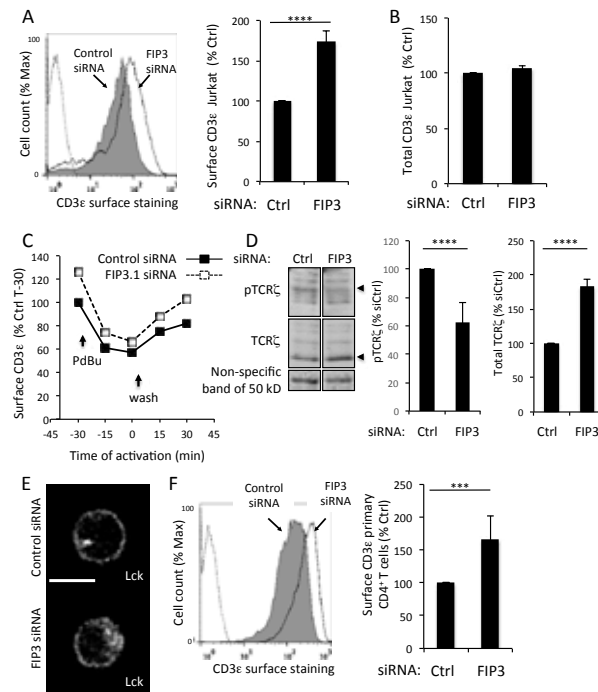 A
Cell count (% Max)
100
0
Control siRNA
FIP3 siRNA
CD3ε surface staining
Surface CD3ε Jurkat (% Ctrl)
200
150
100
50
0
****
siRNA: Ctrl FIP3
B
Total CD3ε Jurkat (% Ctrl)
150
100
50
0
siRNA: Ctrl FIP3
C
Control siRNA
FIP3.1 siRNA
Surface CD3ε (% Ctrl T-30)
140
120
100
80
60
40
20
0
PdBu
wash
-45 -30 -15 0 15 30 45
Time of activation (min)
D
siRNA: Ctrl FIP3
pTCRζ
TCRζ
Non-specific
band of 50 kD
pTCRζ (% siCtrl)
120
100
80
60
40
20
0
****
siRNA: Ctrl FIP3
Total TCRζ (% siCtrl)
200
150
100
50
0
****
Ctrl FIP3
E
Control siRNA
Lck
FIP3 siRNA
Lck
F
Cell count (% Max)
100
0
Control
siRNA
FIP3
siRNA
CD3ε surface staining
Surface CD3ε primary
CD4⁺ T cells (% Ctrl)
250
200
150
100
50
0
***
siRNA: Ctrl FIP3